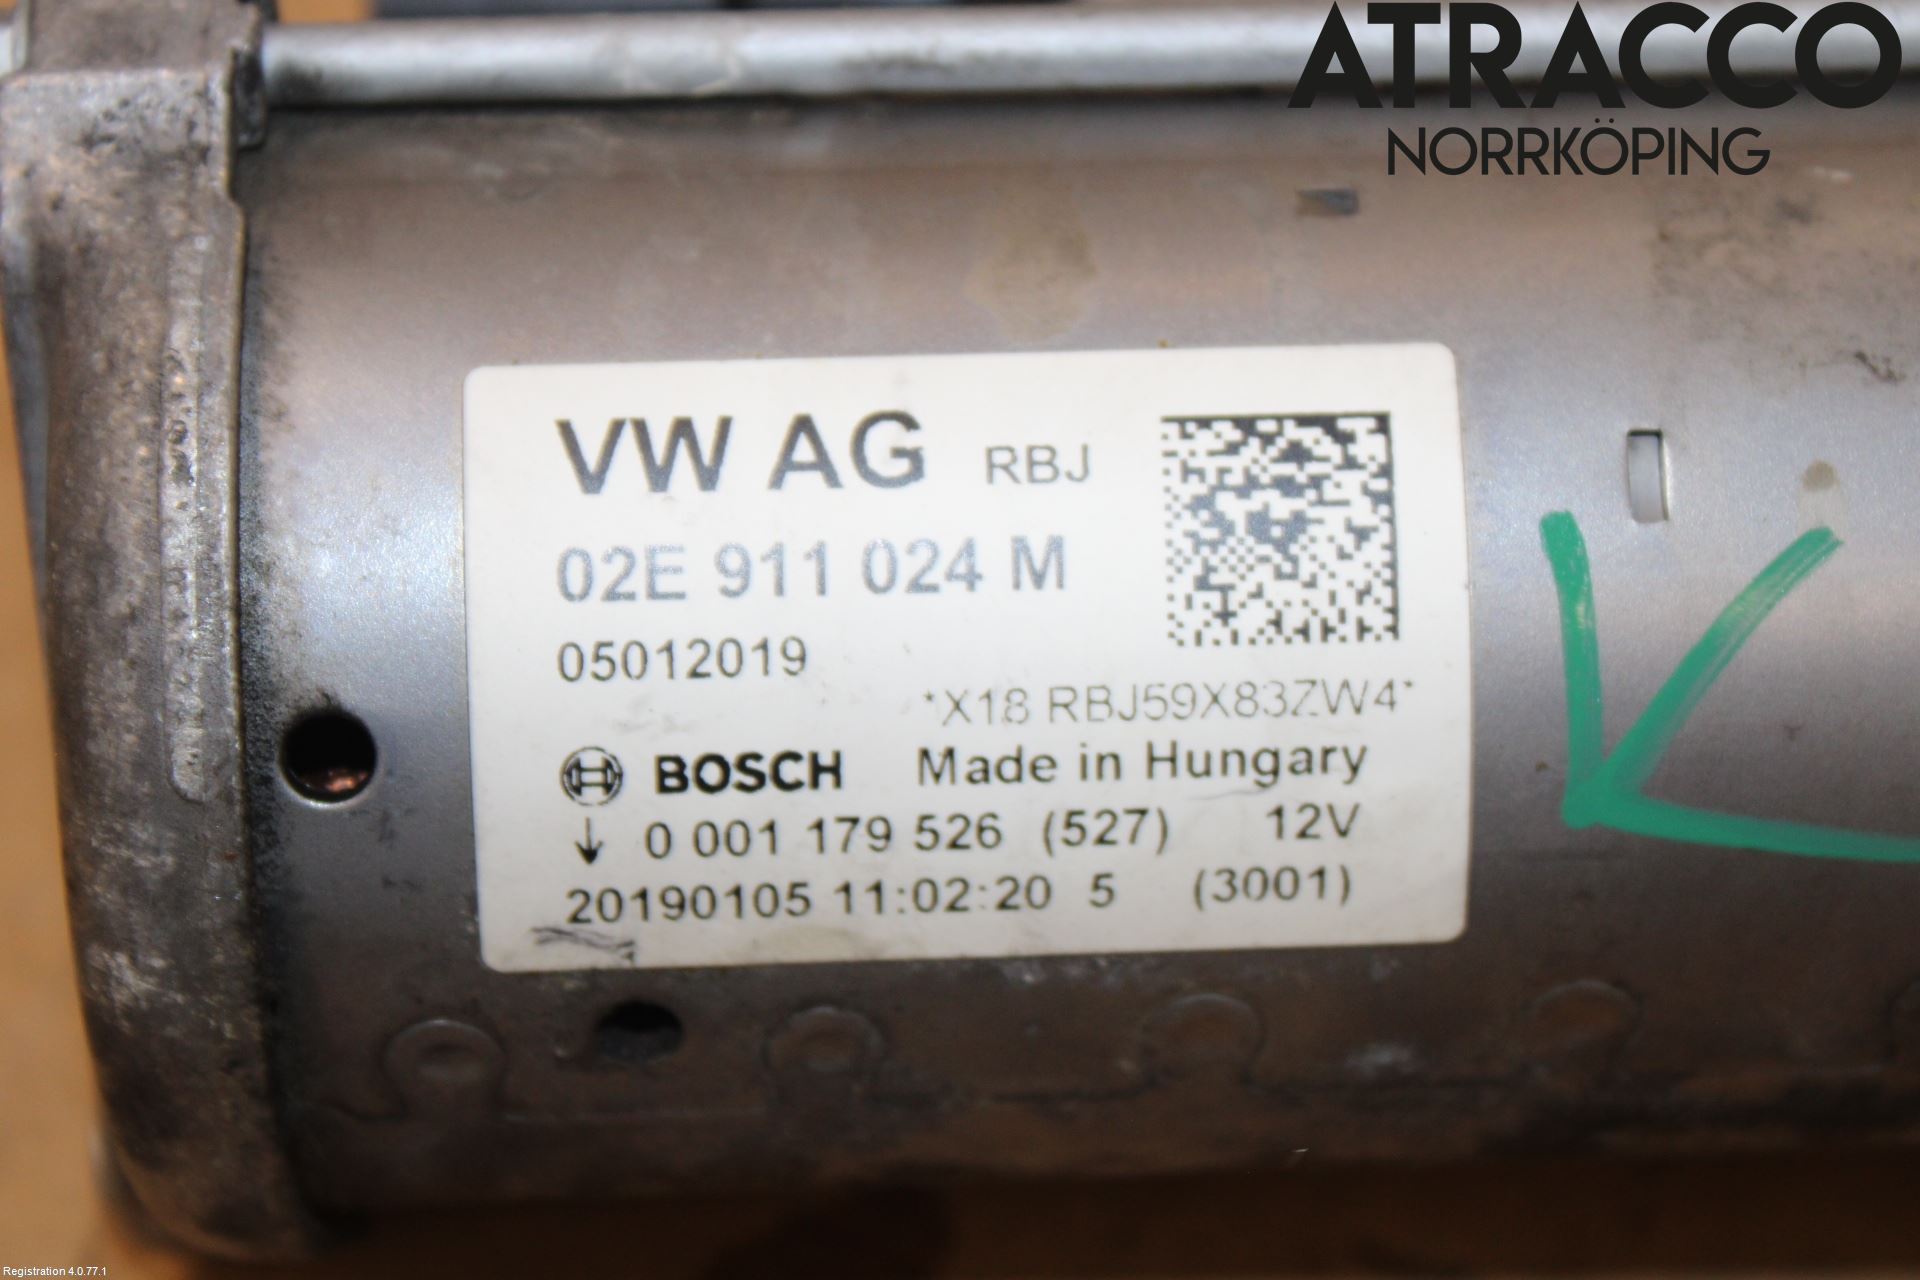 ATRACCO
NORRKÖPING
VW AG RBJ
02E 911 024 M
05012019
*X18 RBJ59X83ZW4*
BOSCH Made in Hungary
↓ 0 001 179 526 (527) 12V
20190105 11:02:20 5 (3001)
Registration 4.0.77.1